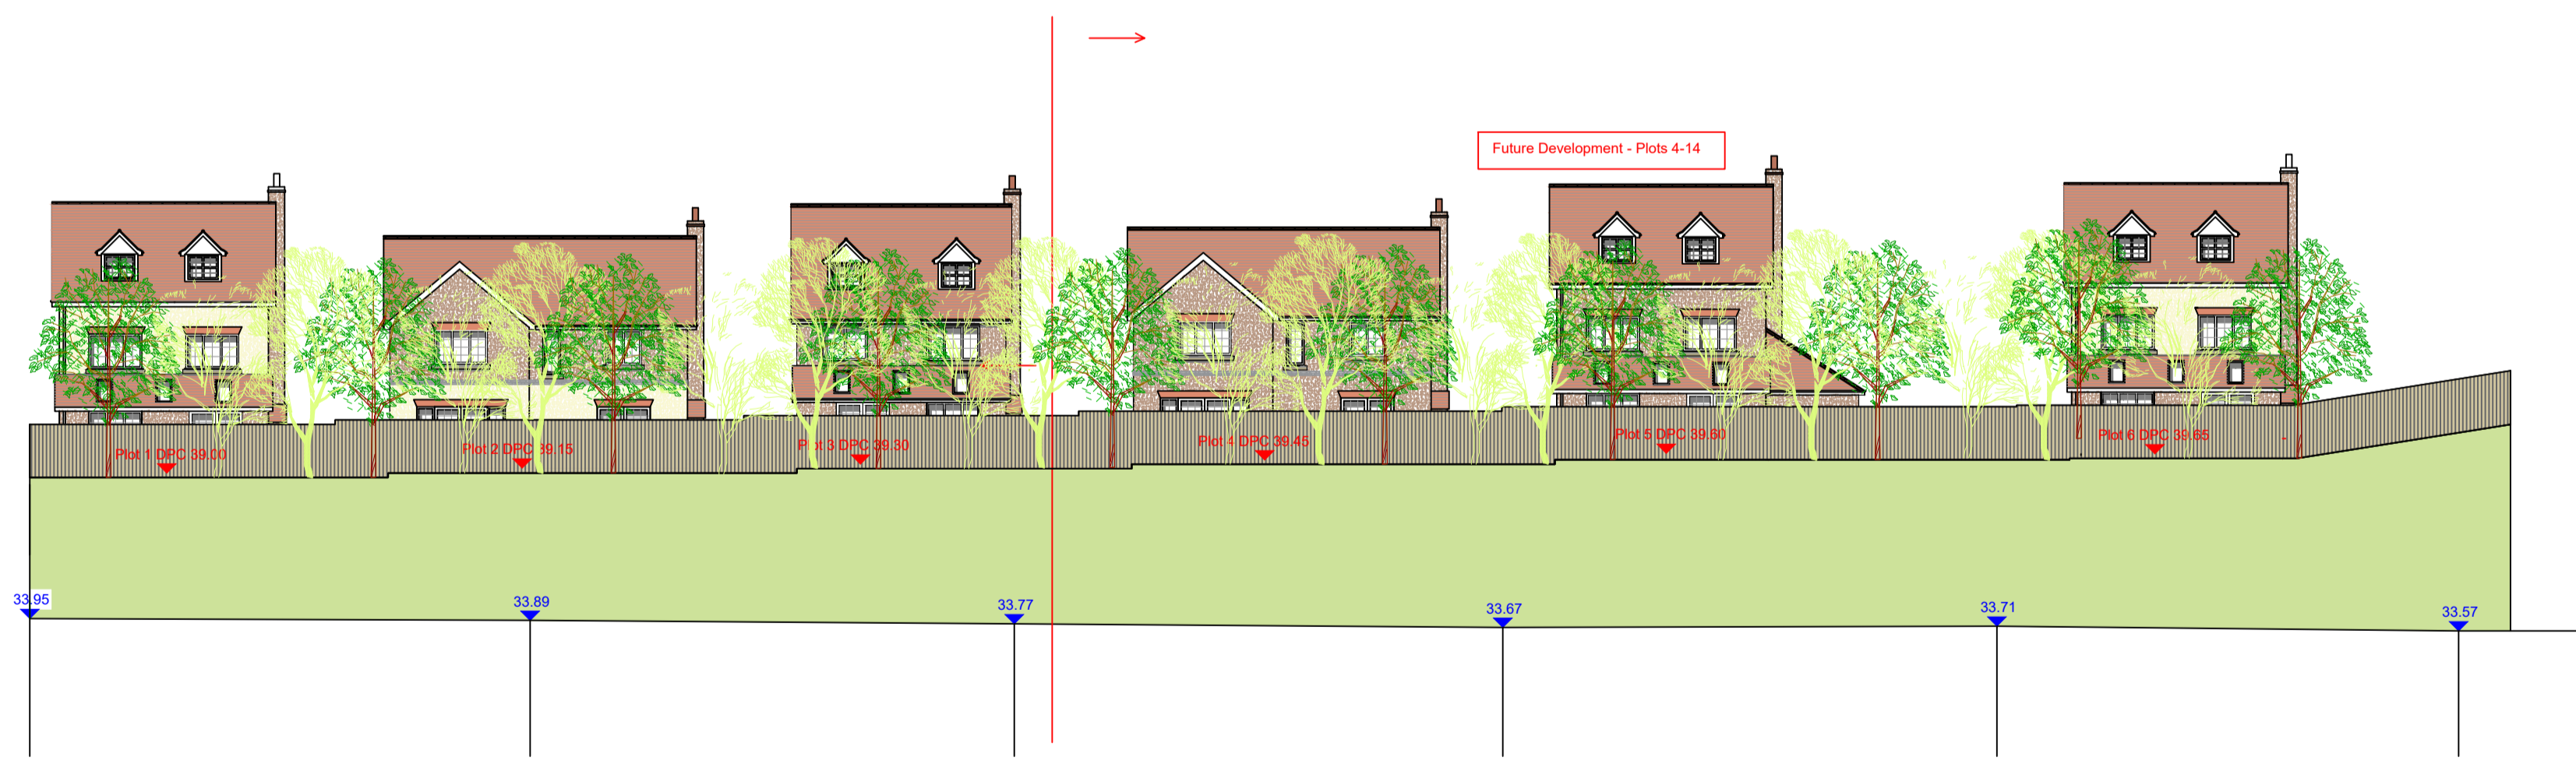 Future Development - Plots 4-14
Plot 1 DPC 39.00
Plot 2 DPC 39.15
Plot 3 DPC 39.30
Plot 4 DPC 39.45
Plot 5 DPC 39.60
Plot 6 DPC 39.65
33.95
33.89
33.77
33.67
33.71
33.57